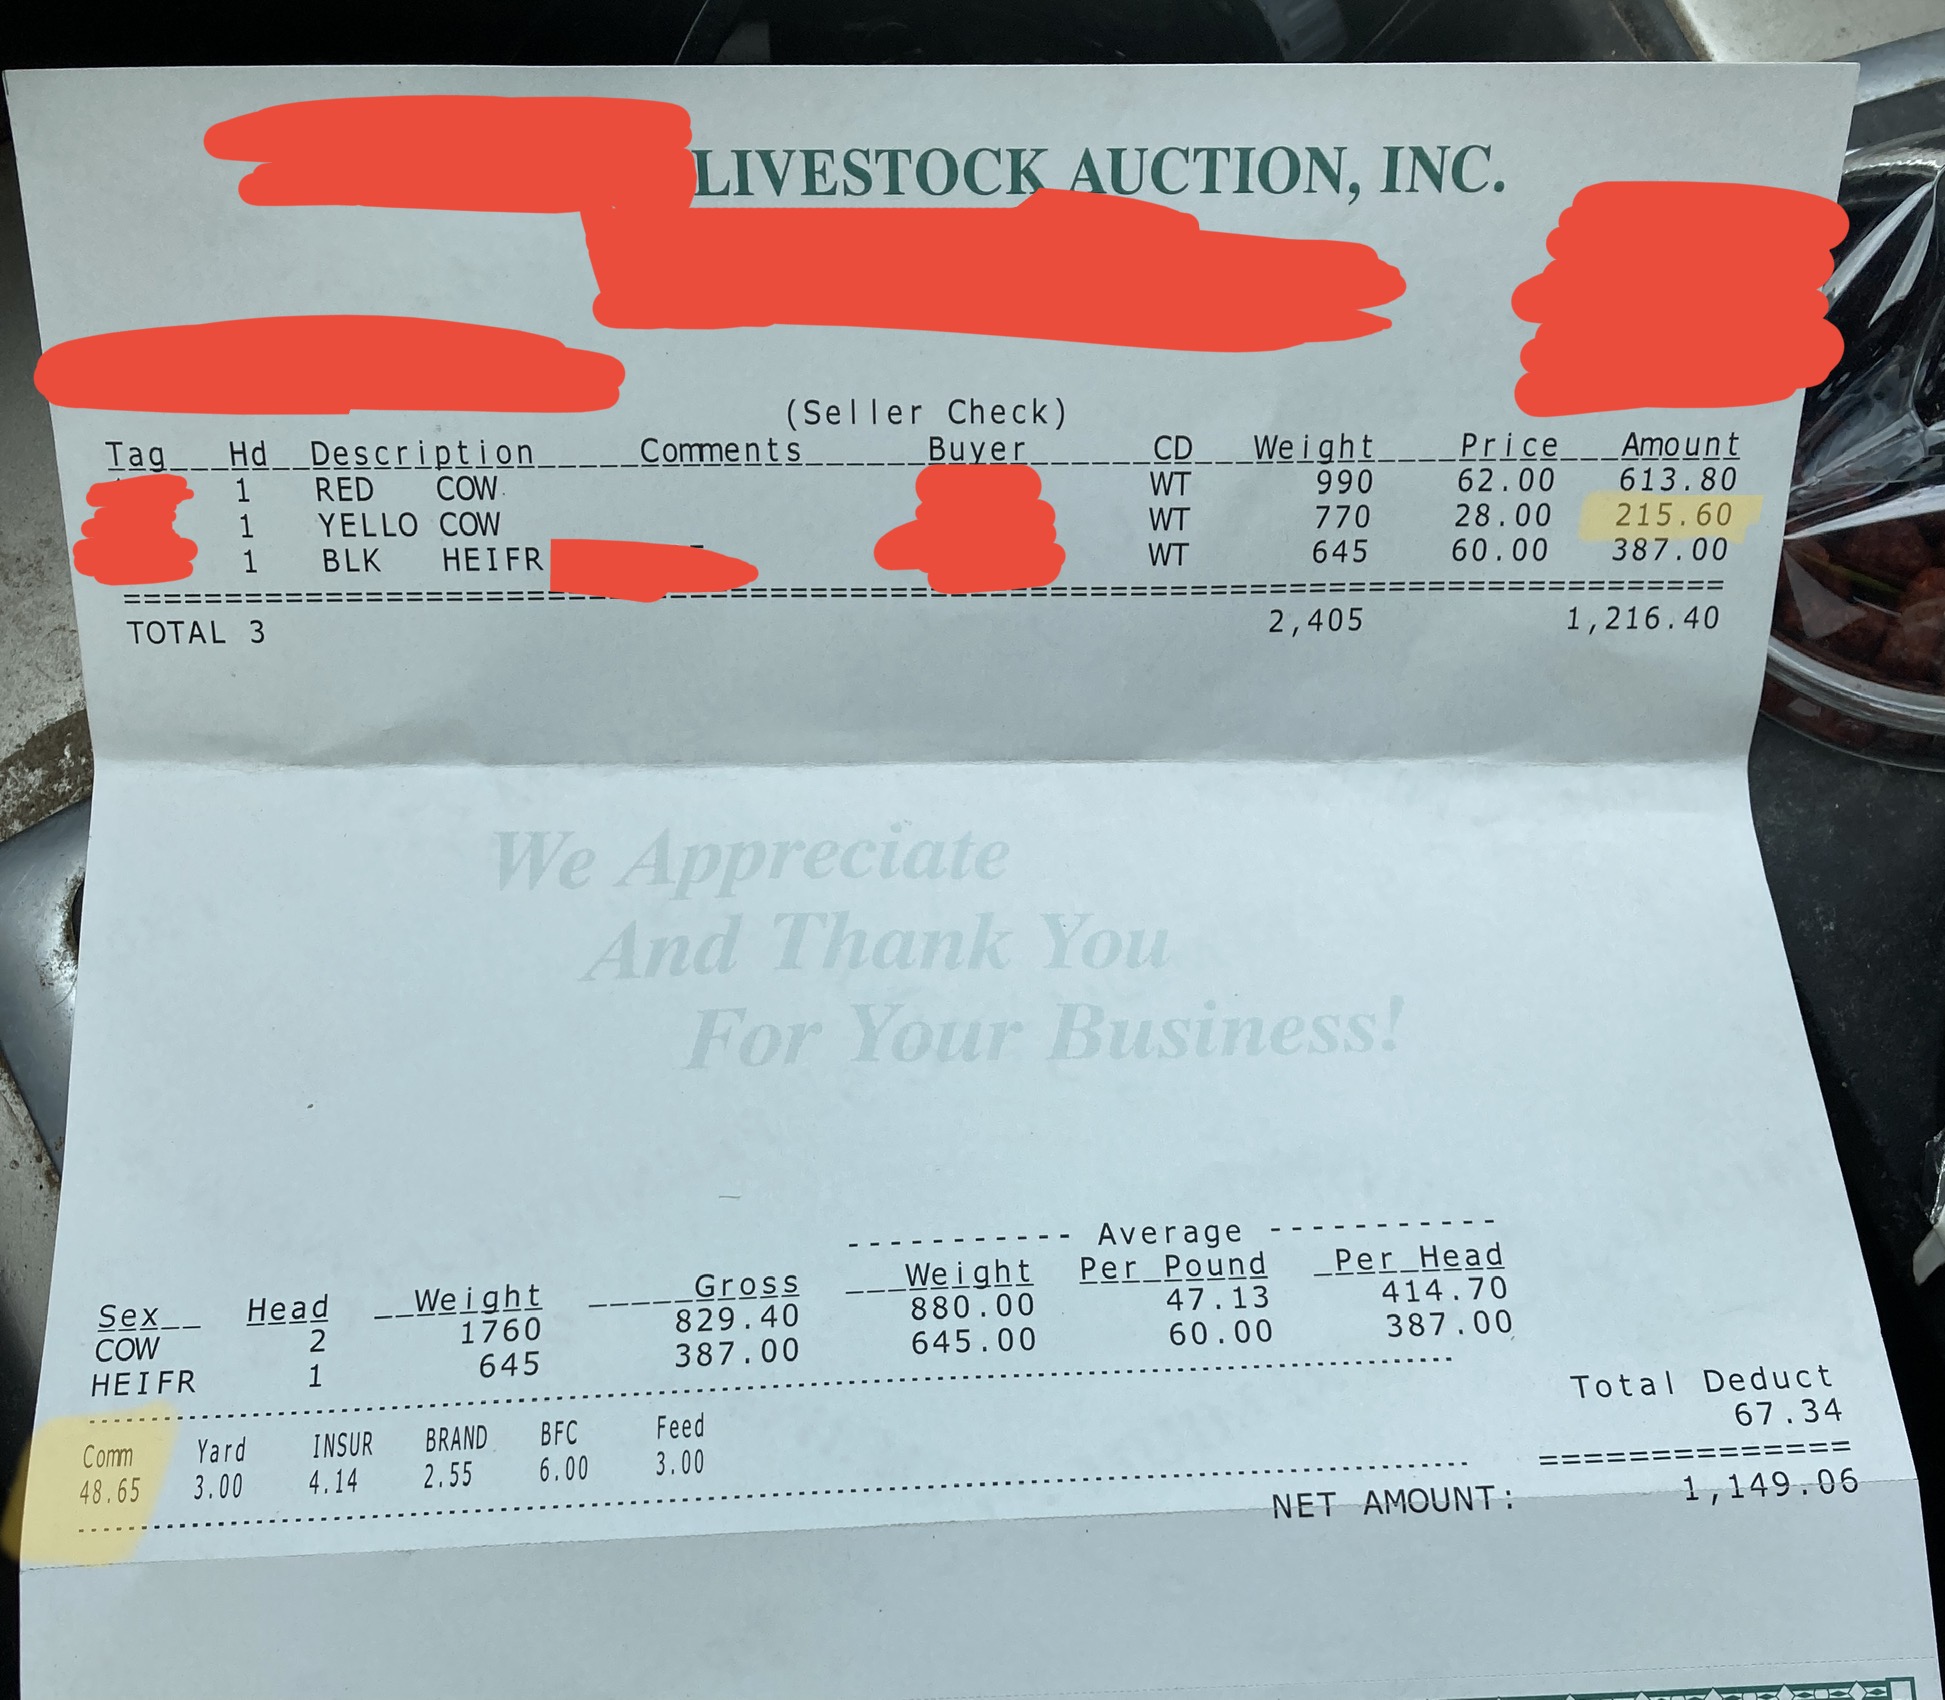 LIVESTOCK AUCTION, INC.
(Seller Check)
Tag Hd Description Comments Buyer CD Weight Price Amount
1 RED COW WT 990 62.00 613.80
1 YELLO COW WT 770 28.00 215.60
1 BLK HEIFR WT 645 60.00 387.00
TOTAL 3 2,405 1,216.40
We Appreciate
And Thank You
For Your Business!
----------- Average -----------
Sex Head Weight Gross Weight Per Pound Per Head
COW 2 1760 829.40 880.00 47.13 414.70
HEIFR 1 645 387.00 645.00 60.00 387.00
Comm Yard INSUR BRAND BFC Feed Total Deduct
48.65 3.00 4.14 2.55 6.00 3.00 67.34
NET AMOUNT: 1,149.06